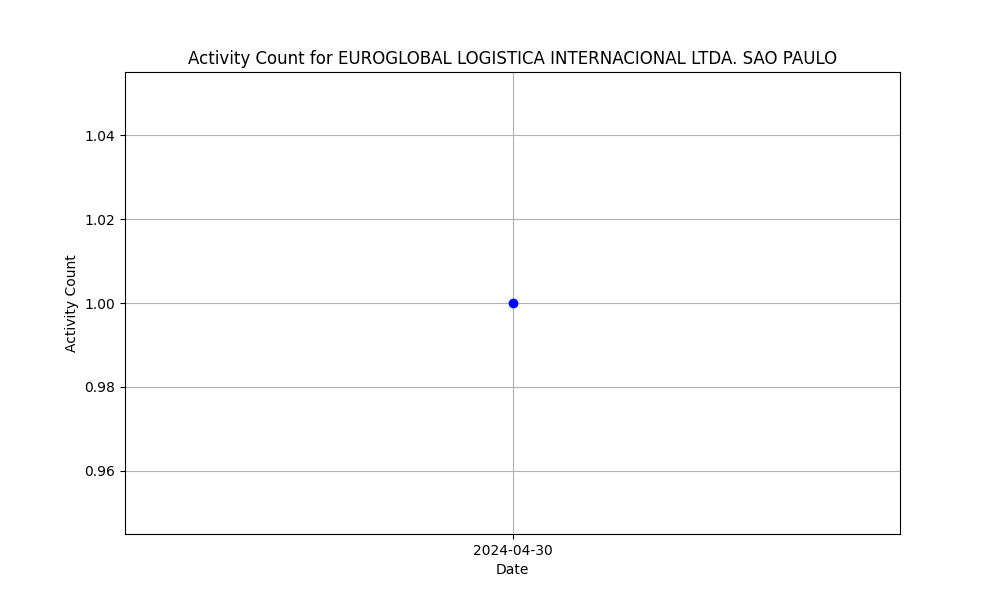 Activity Count for EUROGLOBAL LOGISTICA INTERNACIONAL LTDA. SAO PAULO
1.04
1.02
1.00
0.98
0.96
Activity Count
2024-04-30
Date